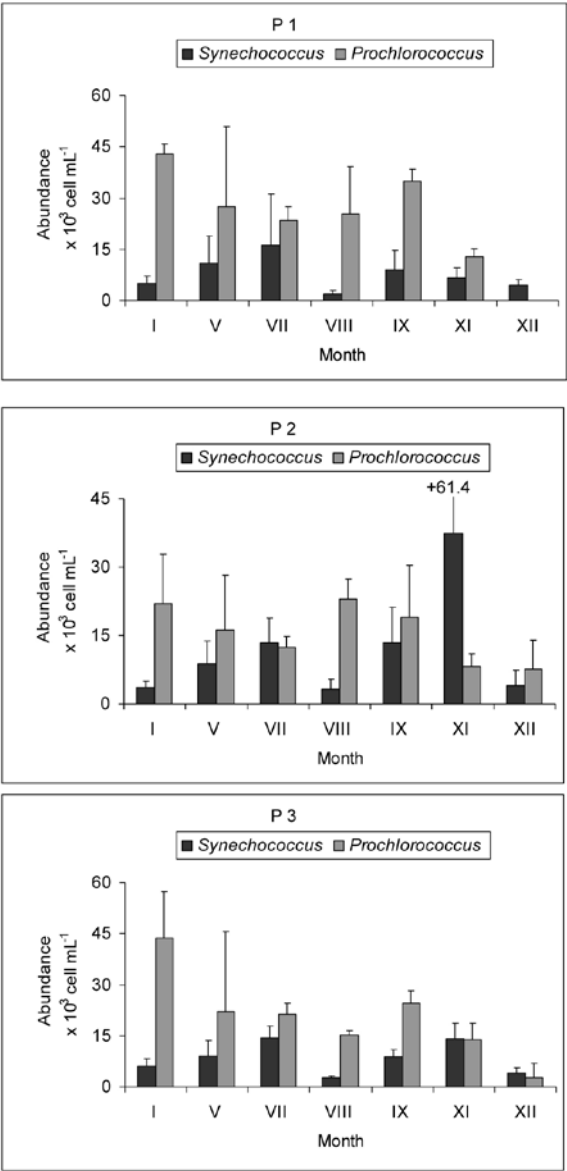 P 1
Synechococcus Prochlorococcus
60
45
30
15
0
Abundance
x 10³ cell mL⁻¹
I V VII VIII IX XI XII
Month
P 2
Synechococcus Prochlorococcus
+61.4
45
30
15
0
Abundance
x 10³ cell mL⁻¹
I V VII VIII IX XI XII
Month
P 3
Synechococcus Prochlorococcus
60
45
30
15
0
Abundance
x 10³ cell mL⁻¹
I V VII VIII IX XI XII
Month